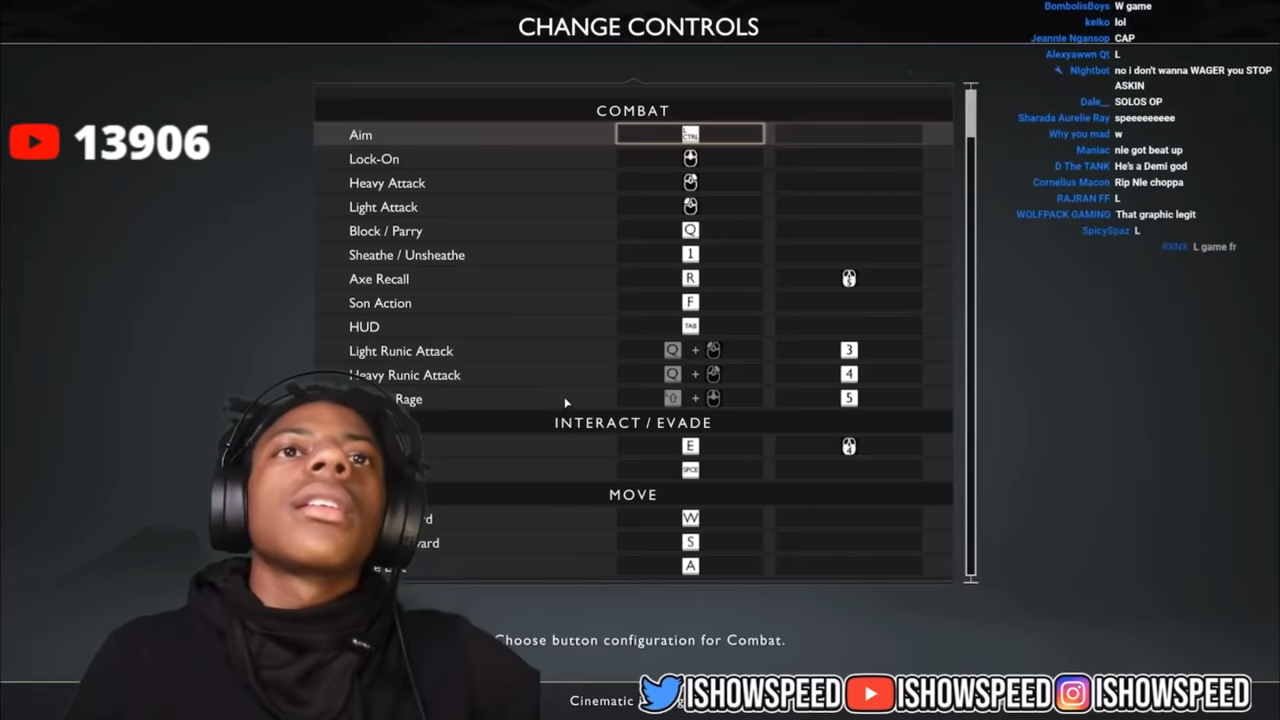 CHANGE CONTROLS
13906
COMBAT
Aim L CTRL
Lock-On
Heavy Attack
Light Attack
Block / Parry Q
Sheathe / Unsheathe 1
Axe Recall R 5
Son Action F
HUD TAB
Light Runic Attack Q + 3
Heavy Runic Attack Q + 4
Rage + 5
INTERACT / EVADE
E 4
SPCE
MOVE
W
S
A
Choose button configuration for Combat.
Cinematic
BombolisBoys W game
keiko lol
Jeannie Ngansop CAP
Alexyawwn Qt L
Nightbot no i don't wanna WAGER you STOP
ASKIN
Dale__ SOLOS OP
Sharada Aurelie Ray speeeeeeeee
Why you mad w
Maniac nle got beat up
D The TANK He's a Demi god
Cornelius Macon Rip Nle choppa
RAJRAN FF L
WOLFPACK GAMING That graphic legit
SpicySpaz L
RXNX L game fr
ISHOWSPEED ISHOWSPEED ISHOWSPEED